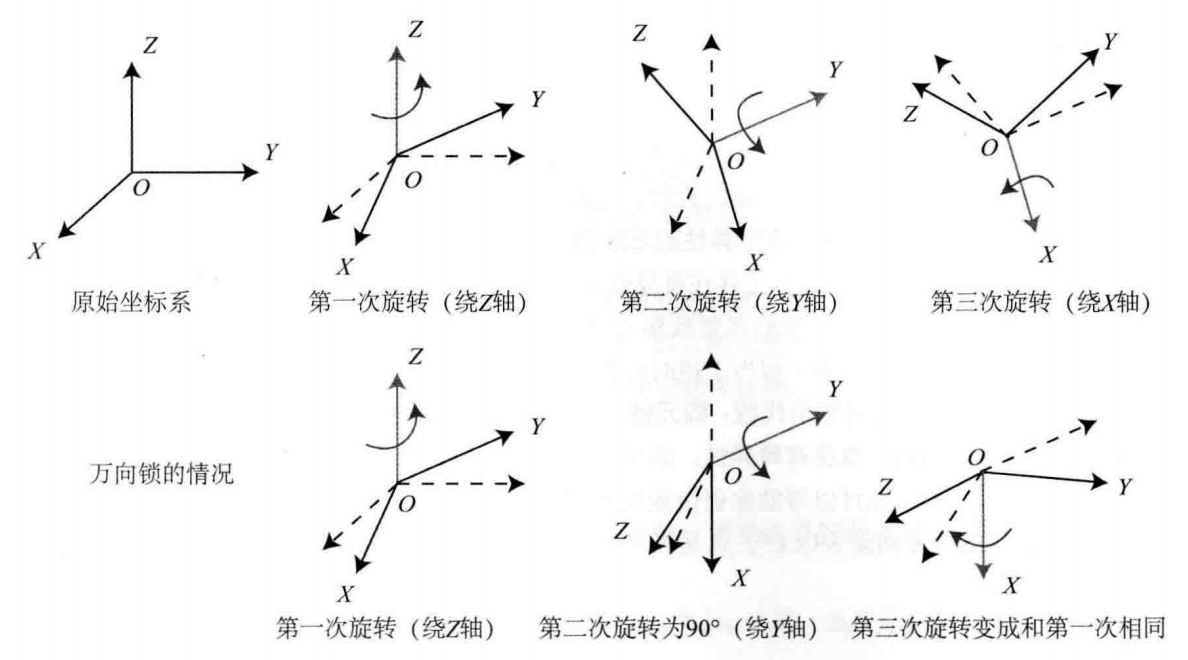 Z
Y
O
X
原始坐标系
Z
Y
O
X
第一次旋转（绕Z轴）
Z
Y
O
X
第二次旋转（绕Y轴）
Y
Z
O
X
第三次旋转（绕X轴）
万向锁的情况
Z
Y
O
X
第一次旋转（绕Z轴）
Y
O
Z
X
第二次旋转为90°（绕Y轴）
O
Z
Y
X
第三次旋转变成和第一次相同